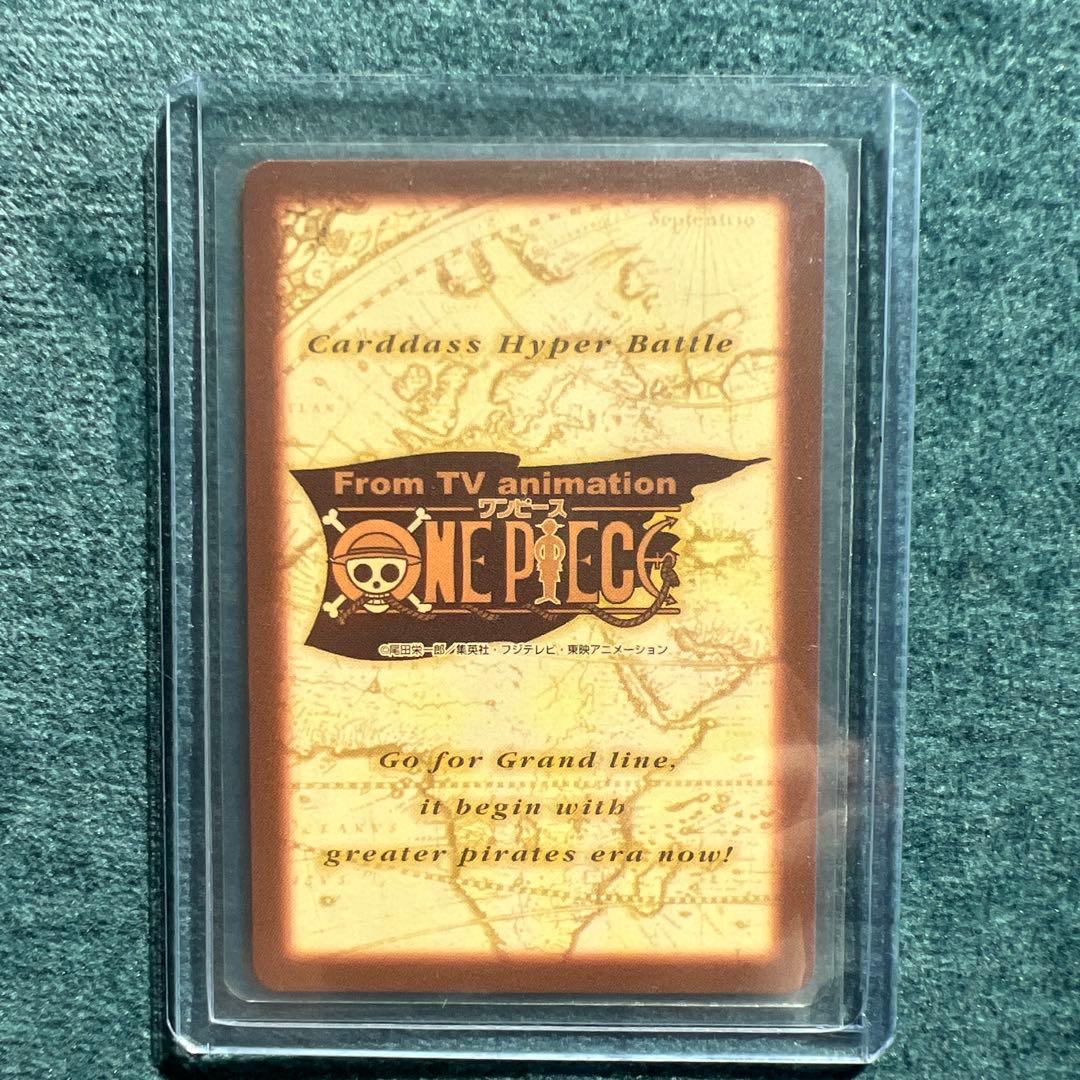 Septentrio
Carddass Hyper Battle
From TV animation
ワンピース
ONE PIECE
©尾田栄一郎/集英社・フジテレビ・東映アニメーション
Go for Grand line,
it begin with
greater pirates era now!